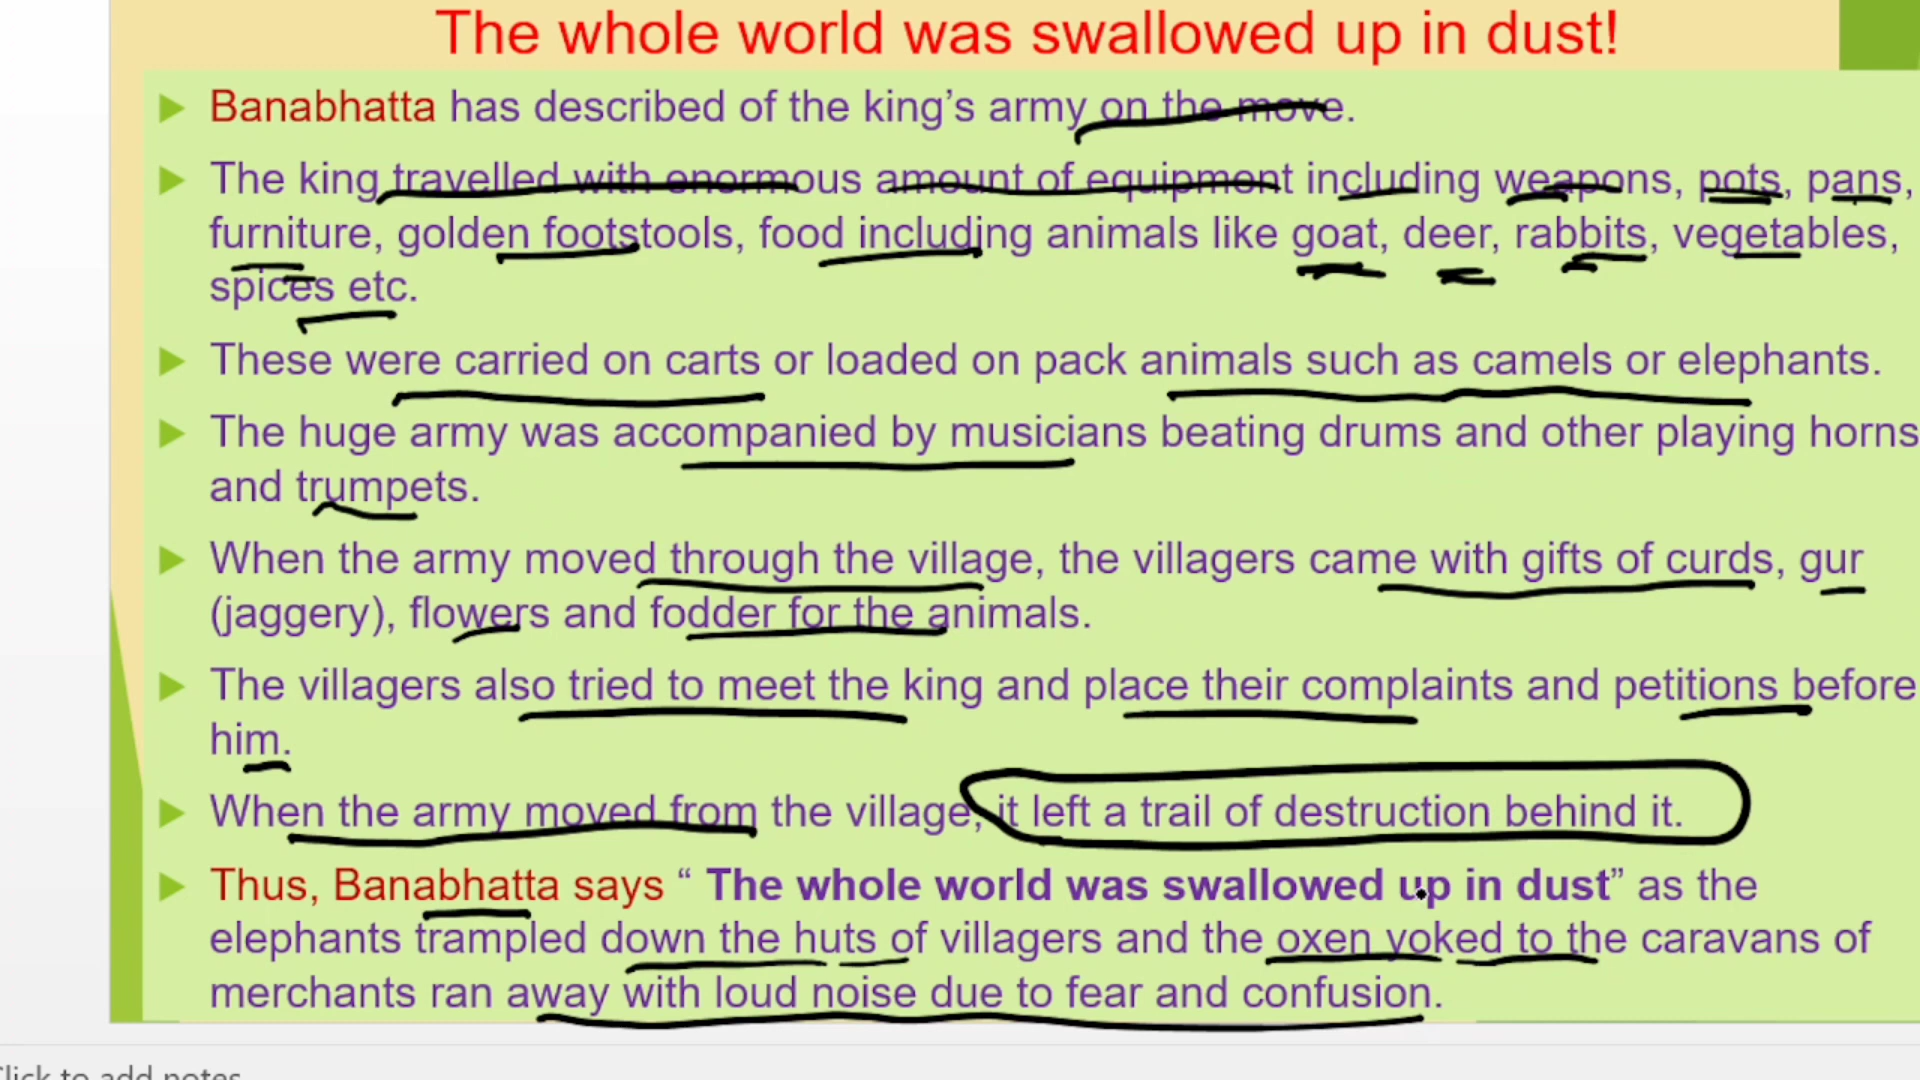 The whole world was swallowed up in dust!
Banabhatta has described of the king's army on the move.
The king travelled with enormous amount of equipment including weapons, pots, pans,
furniture, golden footstools, food including animals like goat, deer, rabbits, vegetables,
spices etc.
These were carried on carts or loaded on pack animals such as camels or elephants.
The huge army was accompanied by musicians beating drums and other playing horns
and trumpets.
When the army moved through the village, the villagers came with gifts of curds, gur
(jaggery), flowers and fodder for the animals.
The villagers also tried to meet the king and place their complaints and petitions before
him.
When the army moved from the village, it left a trail of destruction behind it.
Thus, Banabhatta says “ The whole world was swallowed up in dust” as the
elephants trampled down the huts of villagers and the oxen yoked to the caravans of
merchants ran away with loud noise due to fear and confusion.
Click to add notes